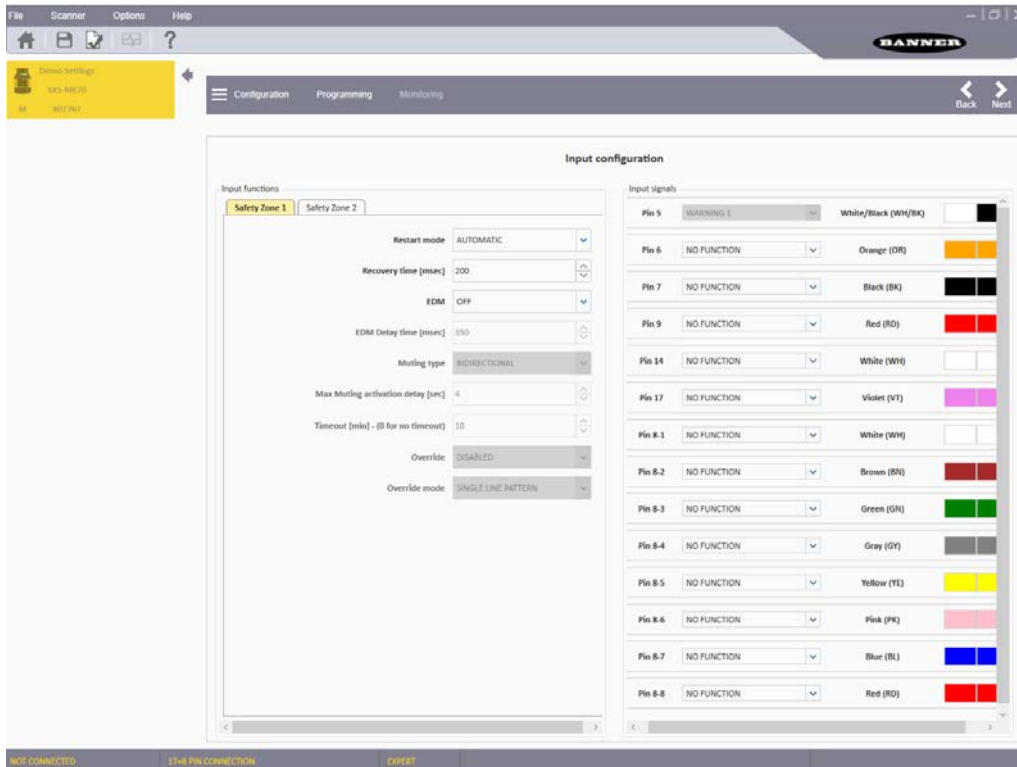 File Scanner Options Help
?
BANNER
Demo Settings
SX5-ME70
M 807767
Configuration Programming Monitoring
Back Next
Input configuration
Input functions
Safety Zone 1 Safety Zone 2
Restart mode AUTOMATIC
Recovery time [msec] 200
EDM OFF
EDM Delay time [msec] 350
Muting type BIDIRECTIONAL
Max Muting activation delay [sec] 4
Timeout [min] - (0 for no timeout) 10
Override DISABLED
Override mode SINGLE LINE PATTERN
Input signals
Pin 5 WARNING 1 White/Black (WH/BK)
Pin 6 NO FUNCTION Orange (OR)
Pin 7 NO FUNCTION Black (BK)
Pin 9 NO FUNCTION Red (RD)
Pin 14 NO FUNCTION White (WH)
Pin 17 NO FUNCTION Violet (VT)
Pin 8-1 NO FUNCTION White (WH)
Pin 8-2 NO FUNCTION Brown (BN)
Pin 8-3 NO FUNCTION Green (GN)
Pin 8-4 NO FUNCTION Gray (GY)
Pin 8-5 NO FUNCTION Yellow (YE)
Pin 8-6 NO FUNCTION Pink (PK)
Pin 8-7 NO FUNCTION Blue (BL)
Pin 8-8 NO FUNCTION Red (RD)
NOT CONNECTED 17+8 PIN CONNECTION EXPERT